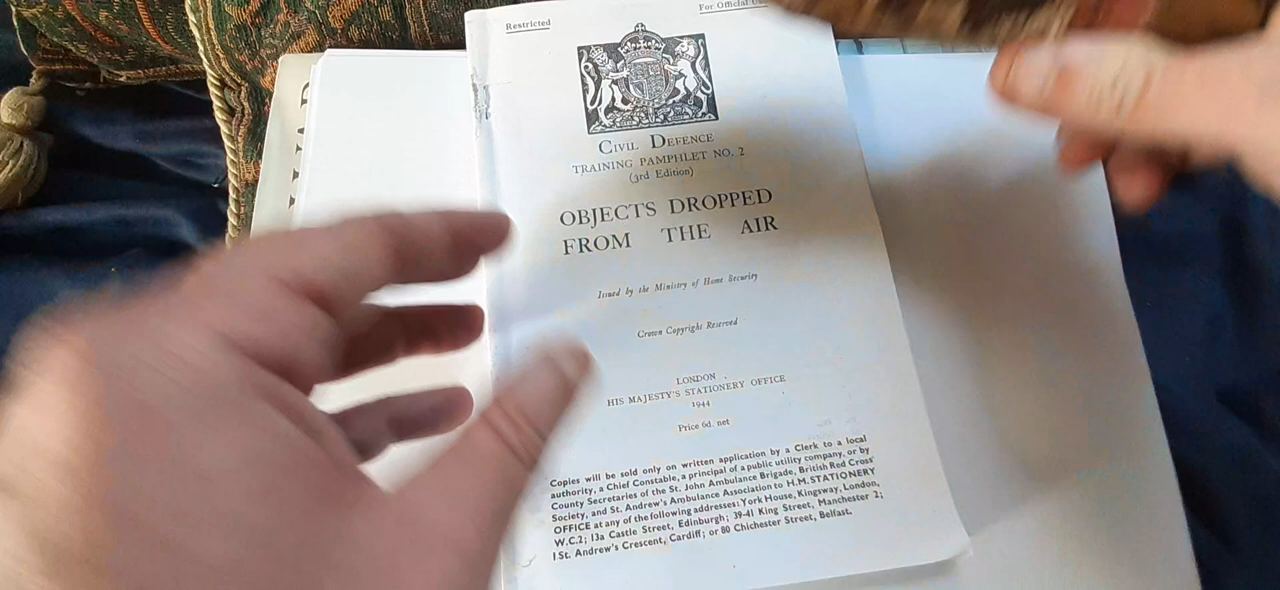 Restricted
For Official
CIVIL DEFENCE
TRAINING PAMPHLET NO. 2
(3rd Edition)
OBJECTS DROPPED
FROM THE AIR
Issued by the Ministry of Home Security
Crown Copyright Reserved
LONDON
HIS MAJESTY'S STATIONERY OFFICE
1944
Price 6d. net
Copies will be sold only on written application by a Clerk to a local
authority, a Chief Constable, a principal of a public utility company, or by
County Secretaries of the St. John Ambulance Brigade, British Red Cross
Society, and St. Andrew's Ambulance Association to H.M. STATIONERY
OFFICE at any of the following addresses: York House, Kingsway, London,
W.C.2; 13a Castle Street, Edinburgh; 39-41 King Street, Manchester 2;
1 St. Andrew's Crescent, Cardiff; or 80 Chichester Street, Belfast.